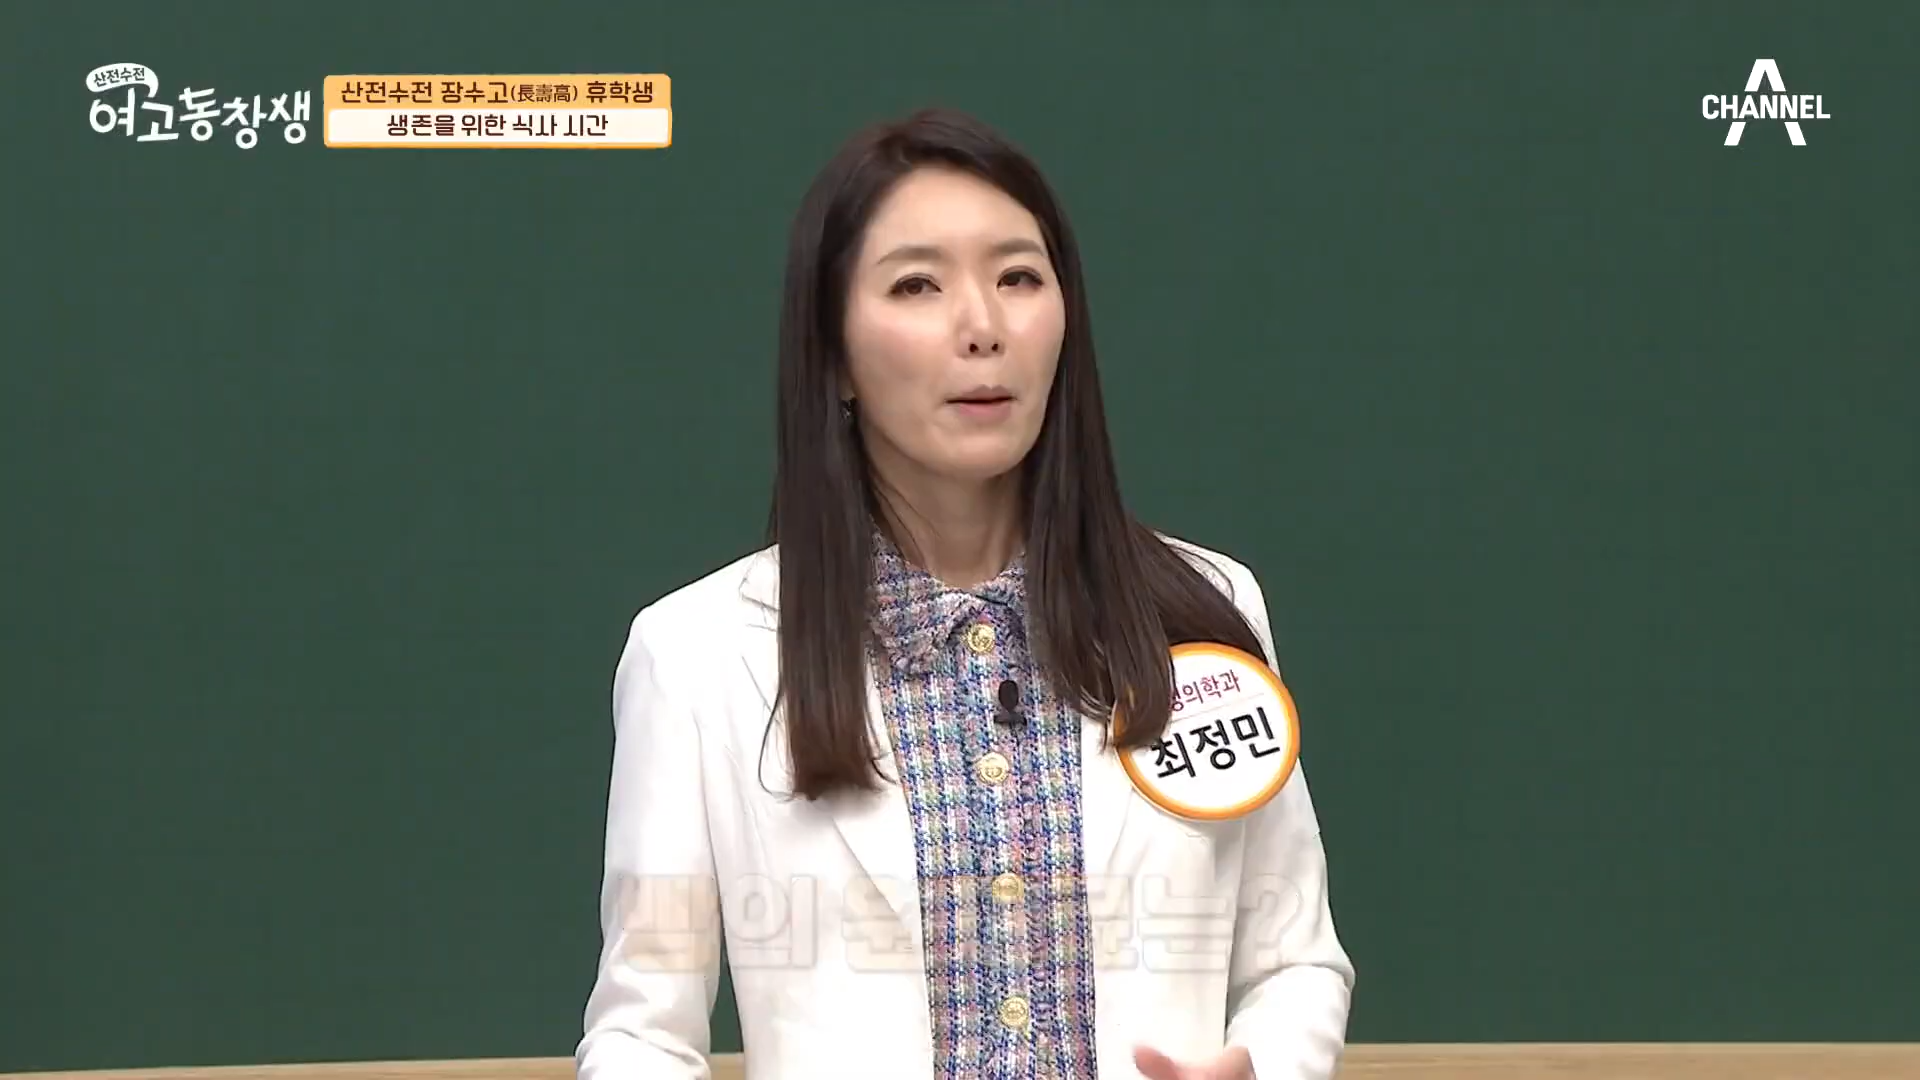 산전수전
여고동창생
산전수전 장수고(長壽高) 휴학생
생존을 위한 식사 시간
CHANNEL A
최정민